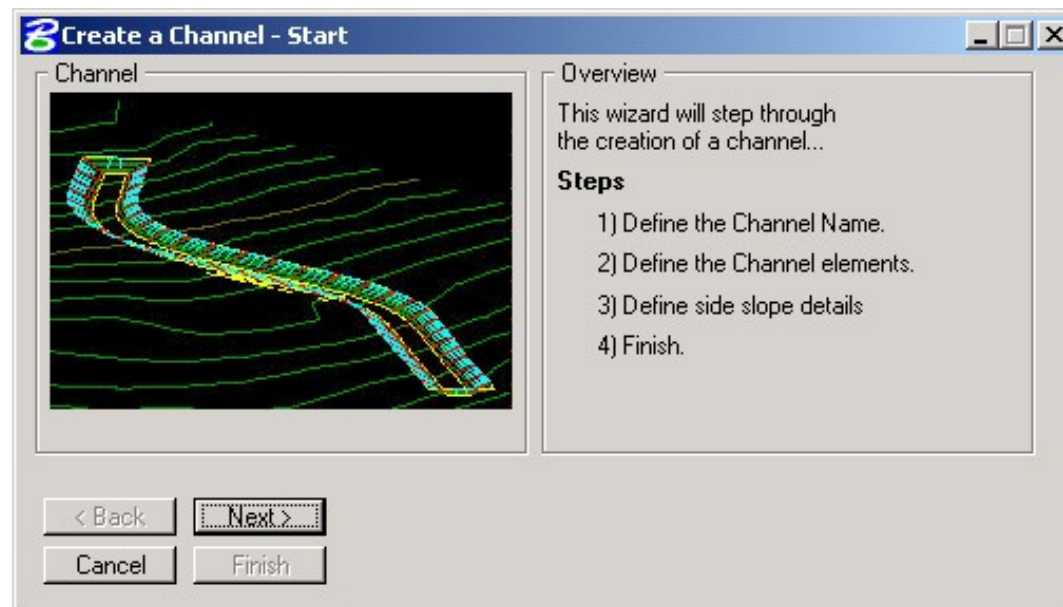 Create a Channel - Start
Channel
Overview
This wizard will step through
the creation of a channel...
Steps
1) Define the Channel Name.
2) Define the Channel elements.
3) Define side slope details
4) Finish.
< Back
Next >
Cancel
Finish